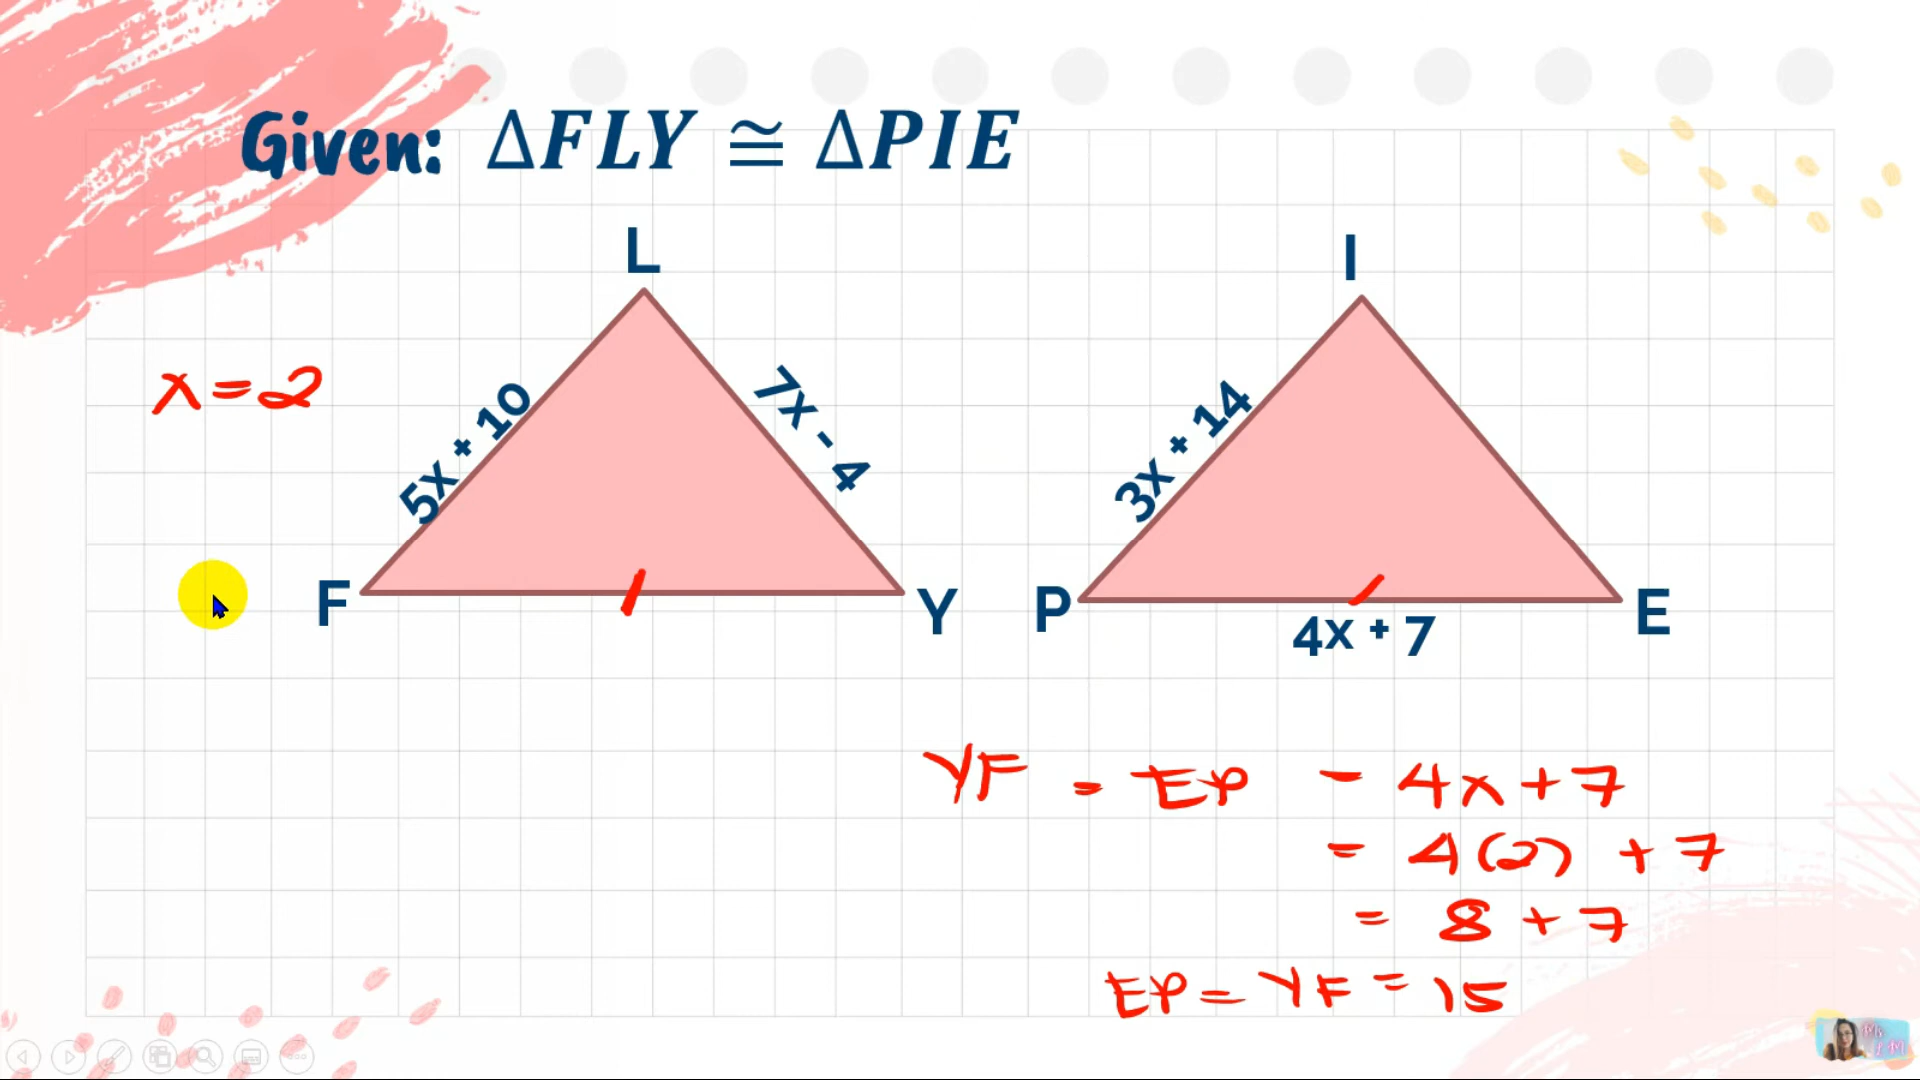 Given: ΔFLY ≅ ΔPIE
L
I
x=2
5x + 10
7x - 4
3x + 14
F
Y
P
E
4x + 7
YF = EP = 4x+7
= 4(2) + 7
= 8 + 7
EP = YF = 15